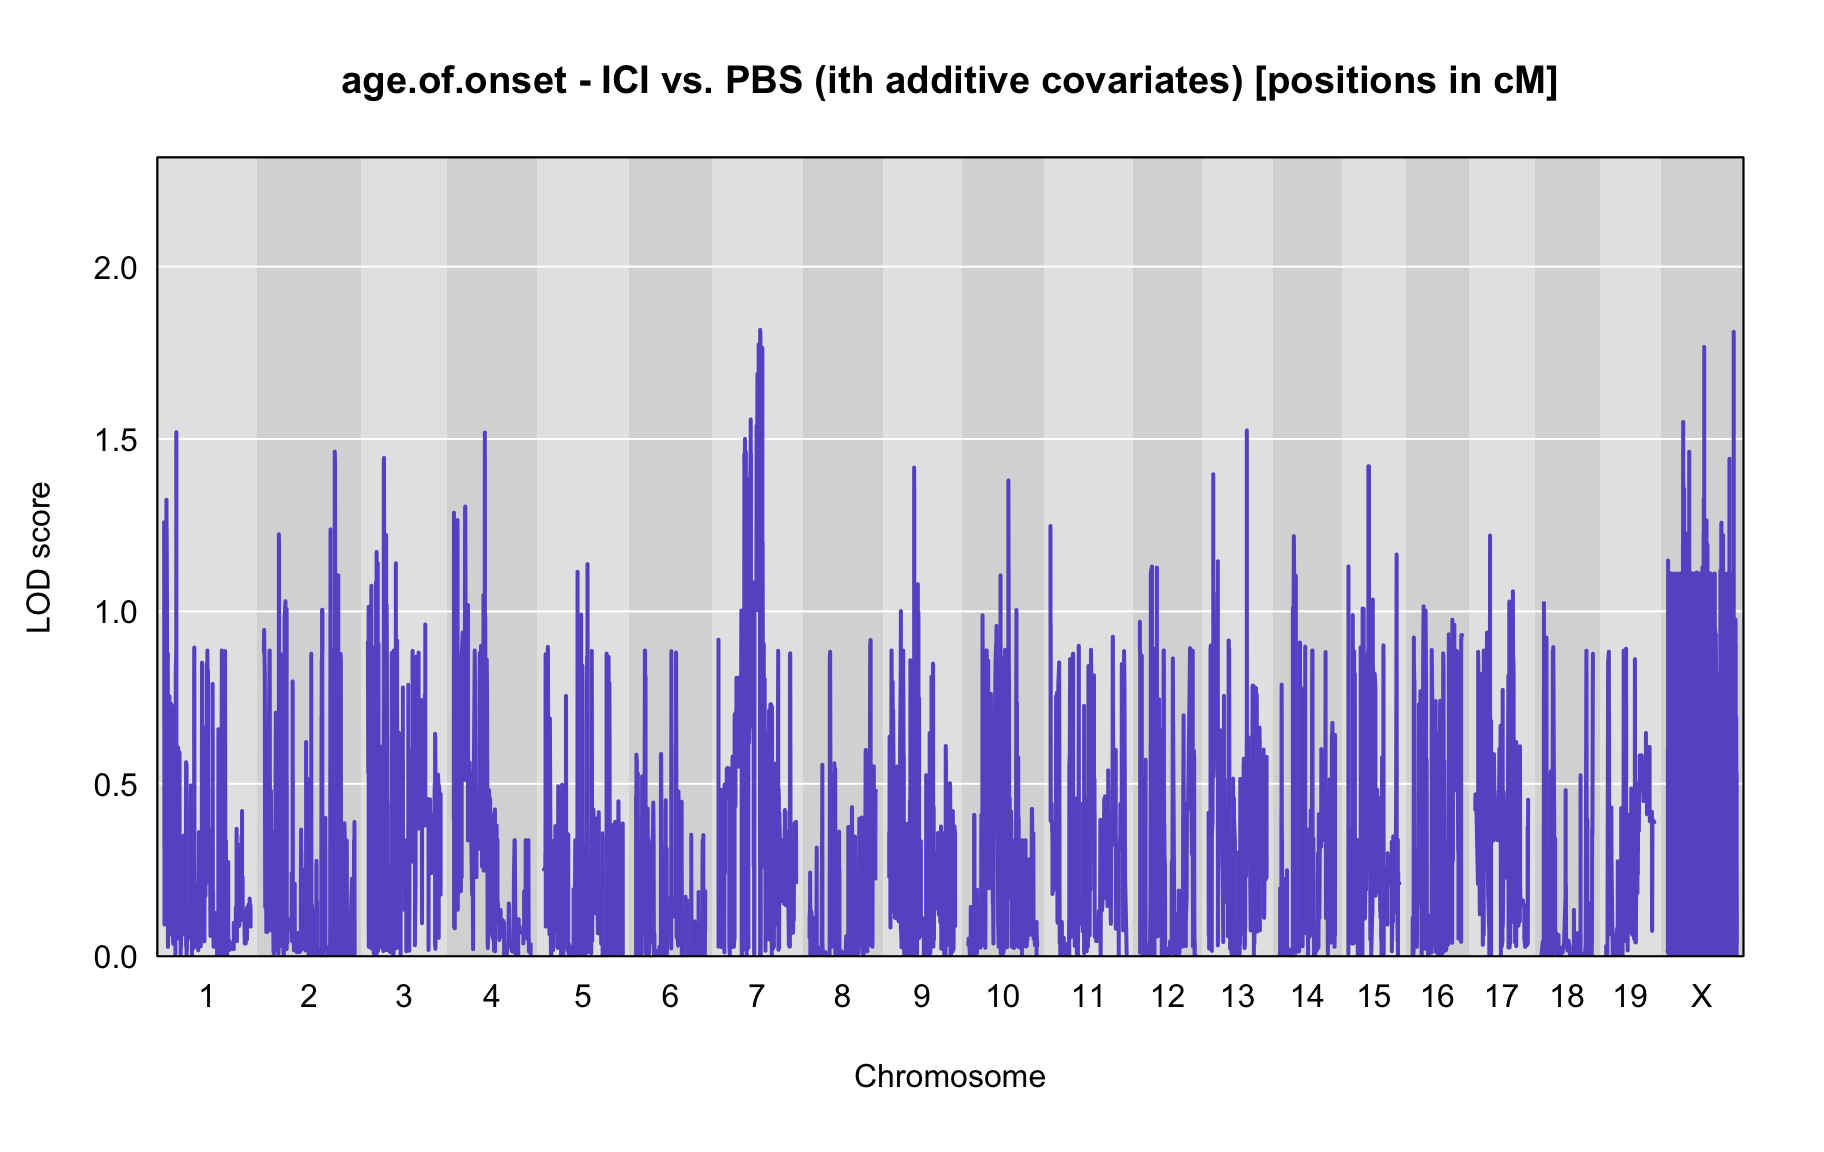 age.of.onset - ICI vs. PBS (ith additive covariates) [positions in cM]
LOD score
2.0
1.5
1.0
0.5
0.0
1 2 3 4 5 6 7 8 9 10 11 12 13 14 15 16 17 18 19 X
Chromosome